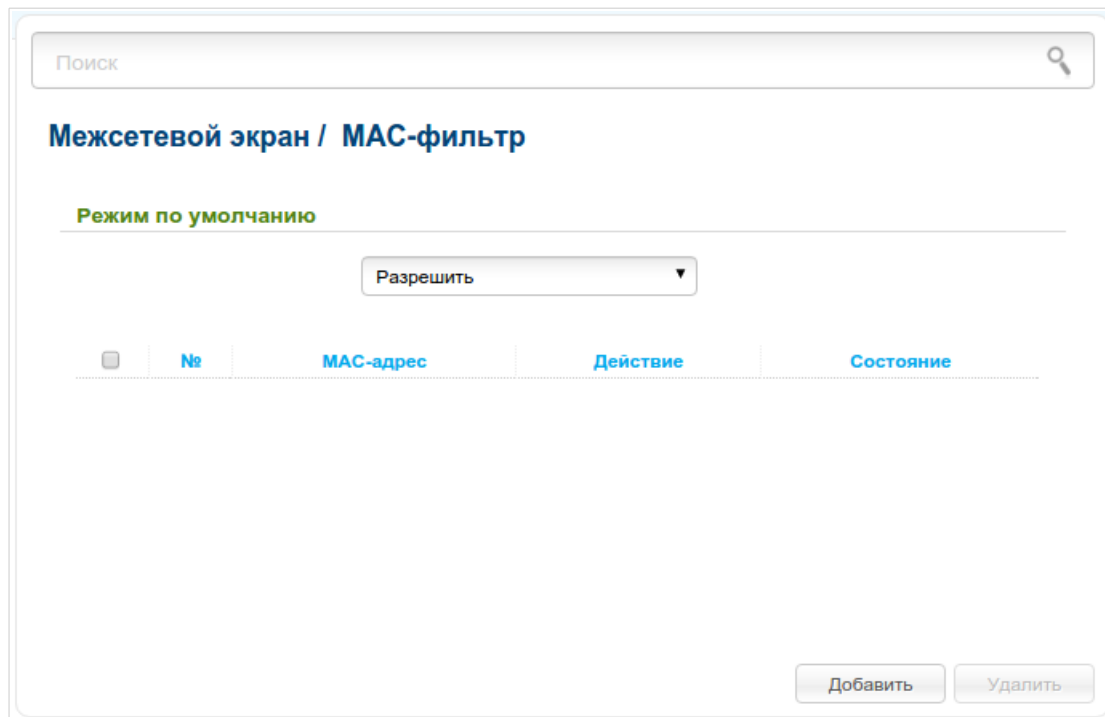 Поиск
Межсетевой экран / MAC-фильтр
Режим по умолчанию
Разрешить
№ MAC-адрес Действие Состояние
Добавить Удалить